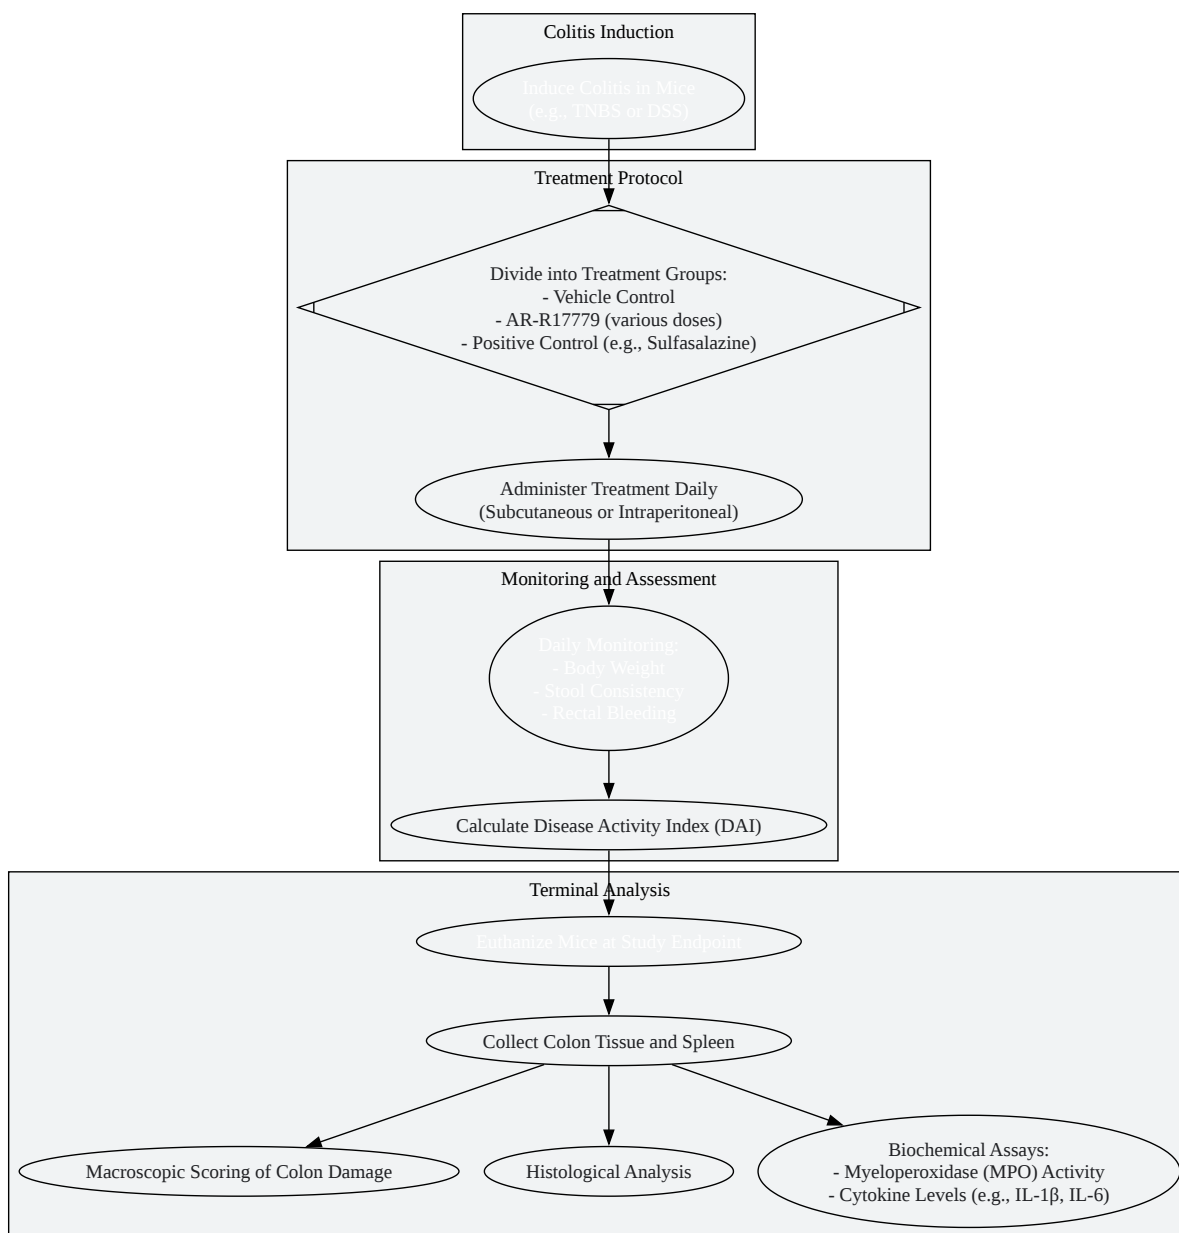 Colitis Induction
Induce Colitis in Mice
(e.g., TNBS or DSS)
Treatment Protocol
Divide into Treatment Groups:
- Vehicle Control
- AR-R17779 (various doses)
- Positive Control (e.g., Sulfasalazine)
Administer Treatment Daily
(Subcutaneous or Intraperitoneal)
Monitoring and Assessment
Daily Monitoring:
- Body Weight
- Stool Consistency
- Rectal Bleeding
Calculate Disease Activity Index (DAI)
Terminal Analysis
Euthanize Mice at Study Endpoint
Collect Colon Tissue and Spleen
Macroscopic Scoring of Colon Damage
Histological Analysis
Biochemical Assays:
- Myeloperoxidase (MPO) Activity
- Cytokine Levels (e.g., IL-1β, IL-6)